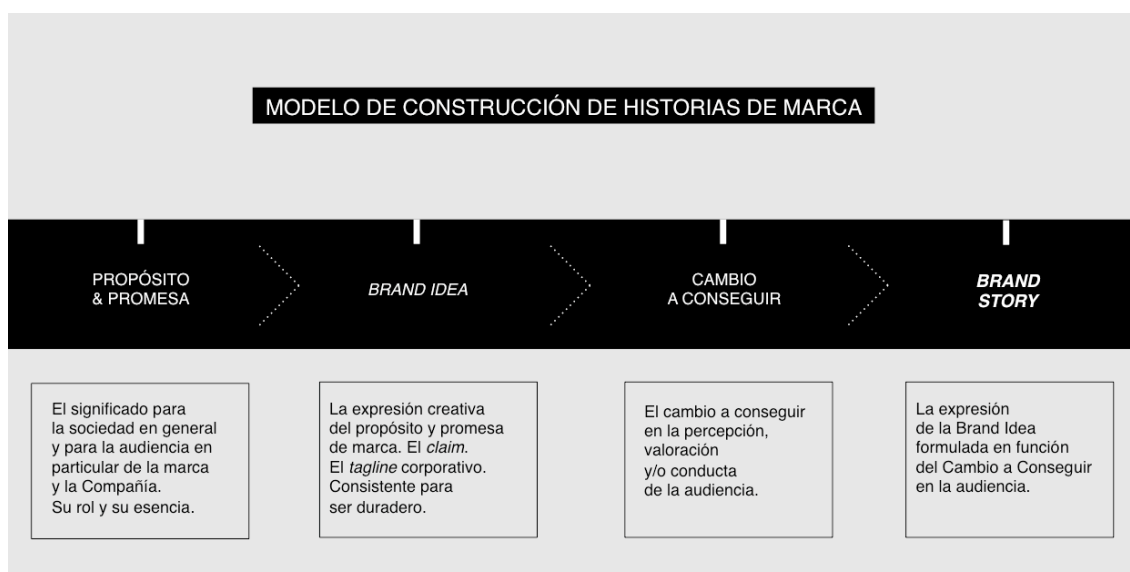 MODELO DE CONSTRUCCIÓN DE HISTORIAS DE MARCA
PROPÓSITO
& PROMESA
BRAND IDEA
CAMBIO
A CONSEGUIR
BRAND
STORY
El significado para
la sociedad en general
y para la audiencia en
particular de la marca
y la Compañía.
Su rol y su esencia.
La expresión creativa
del propósito y promesa
de marca. El claim.
El tagline corporativo.
Consistente para
ser duradero.
El cambio a conseguir
en la percepción,
valoración
y/o conducta
de la audiencia.
La expresión
de la Brand Idea
formulada en función
del Cambio a Conseguir
en la audiencia.